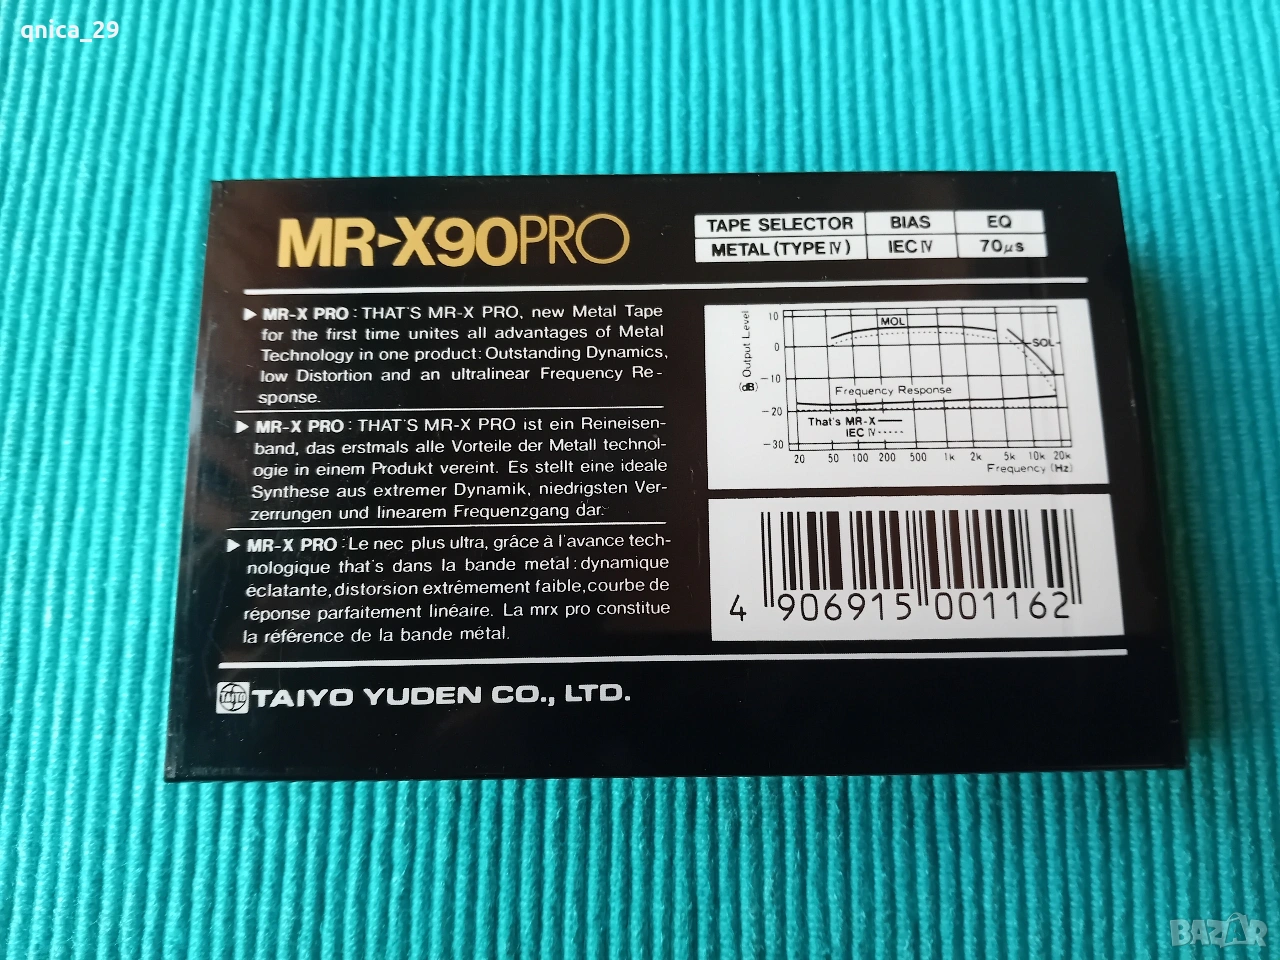 qnica_29
MR-X90PRO
TAPE SELECTOR BIAS EQ
METAL (TYPE IV) IEC IV 70μs
▶ MR-X PRO : THAT'S MR-X PRO, new Metal Tape
for the first time unites all advantages of Metal
Technology in one product: Outstanding Dynamics,
low Distortion and an ultralinear Frequency Re-
sponse.
▶ MR-X PRO : THAT'S MR-X PRO ist ein Reineisen-
band, das erstmals alle Vorteile der Metall technol-
ogie in einem Produkt vereint. Es stellt eine ideale
Synthese aus extremer Dynamik, niedrigsten Ver-
zerrungen und linearem Frequenzgang dar.
▶ MR-X PRO : Le nec plus ultra, grâce à l'avance tech-
nologique that's dans la bande metal : dynamique
éclatante, distorsion extrêmement faible, courbe de
réponse parfaitement linéaire. La mrx pro constitue
la référence de la bande métal.
Output Level
(dB)
10
0
-10
-20
-30
MOL
SOL
Frequency Response
That's MR-X
IEC IV
20 50 100 200 500 1k 2k 5k 10k 20k
Frequency (Hz)
4 906915 001162
TAIYO
TAIYO YUDEN CO., LTD.
BAZAR